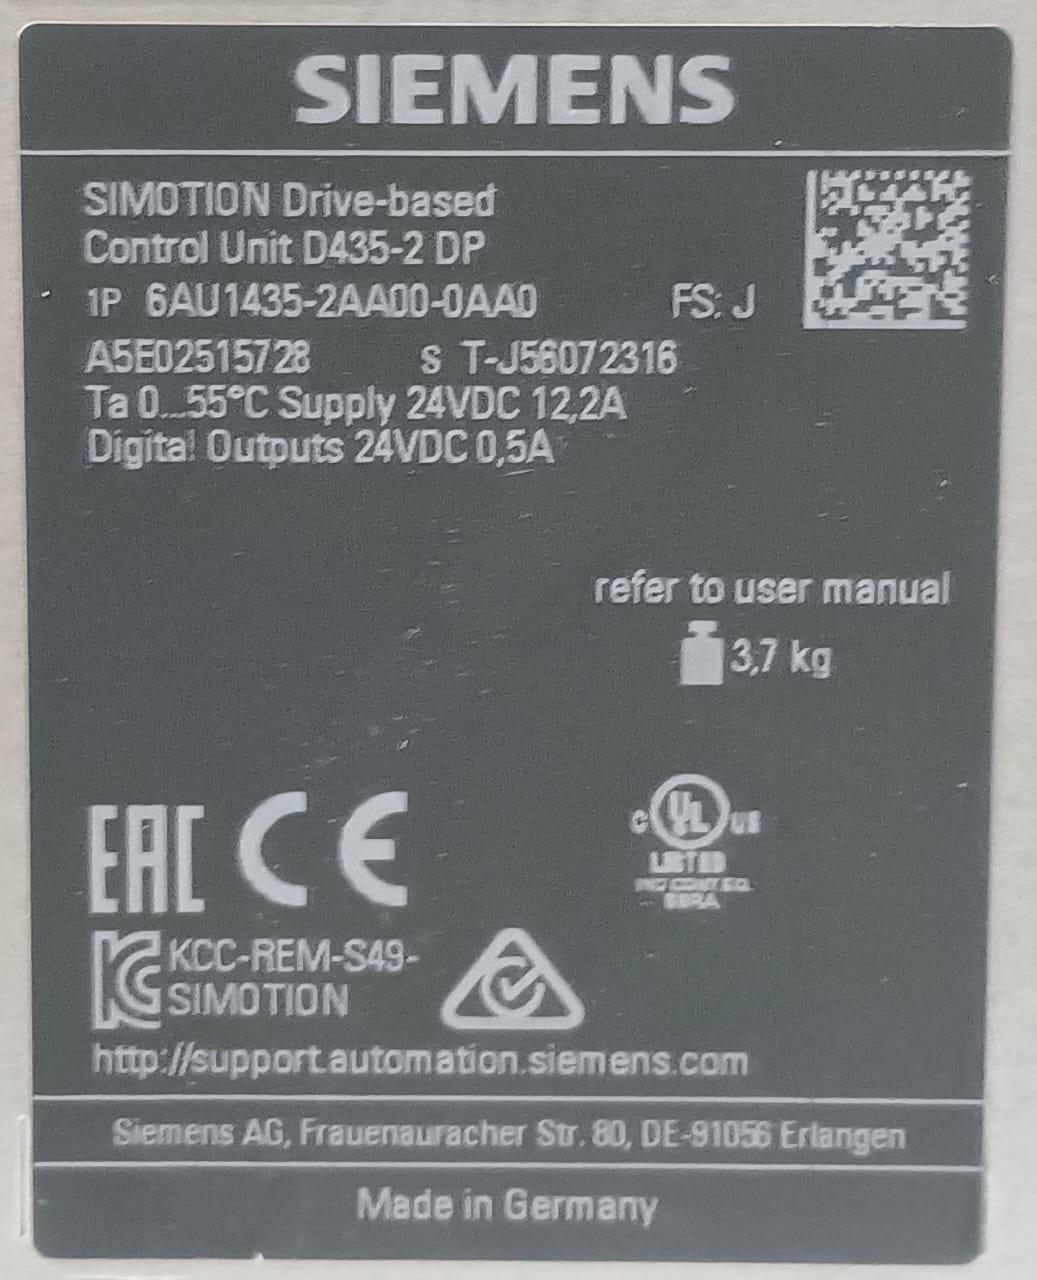 SIEMENS
SIMOTION Drive-based
Control Unit D435-2 DP
1P 6AU1435-2AA00-0AA0 FS: J
A5E02515728 S T-J56072316
Ta 0...55°C Supply 24VDC 12,2A
Digital Outputs 24VDC 0,5A
refer to user manual
3,7 kg
EAC CE
C UL US
LISTED
KCC-REM-S49-
SIMOTION
http://support.automation.siemens.com
Siemens AG, Frauenauracher Str. 80, DE-91056 Erlangen
Made in Germany